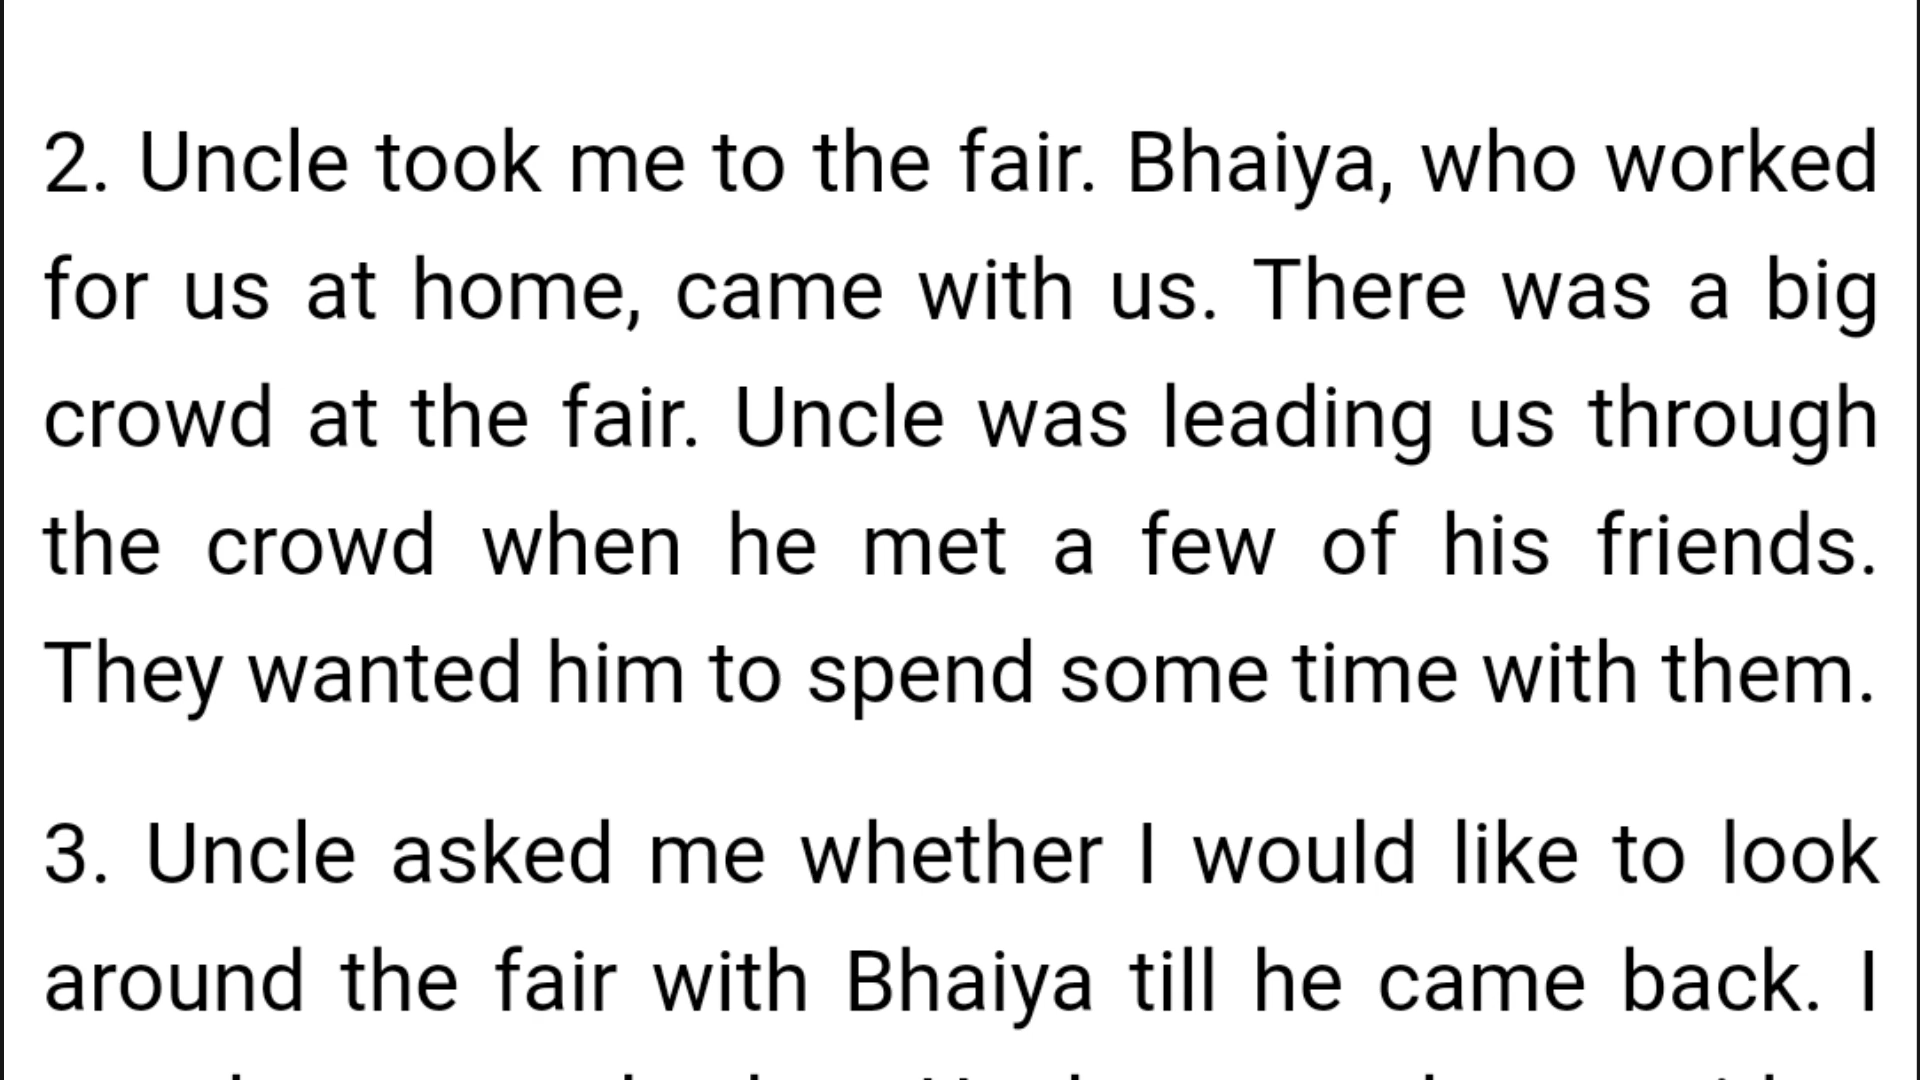 2. Uncle took me to the fair. Bhaiya, who worked
for us at home, came with us. There was a big
crowd at the fair. Uncle was leading us through
the crowd when he met a few of his friends.
They wanted him to spend some time with them.
3. Uncle asked me whether I would like to look
around the fair with Bhaiya till he came back. I